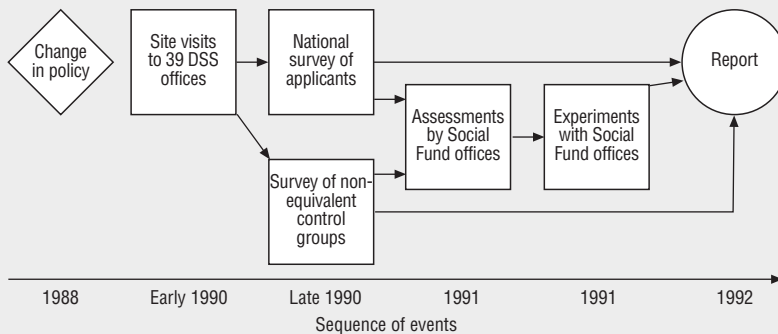 Change
in policy
Site visits
to 39 DSS
offices
National
survey of
applicants
Survey of non-
equivalent
control
groups
Assessments
by Social
Fund offices
Experiments
with Social
Fund offices
Report
1988
Early 1990
Late 1990
1991
1991
1992
Sequence of events